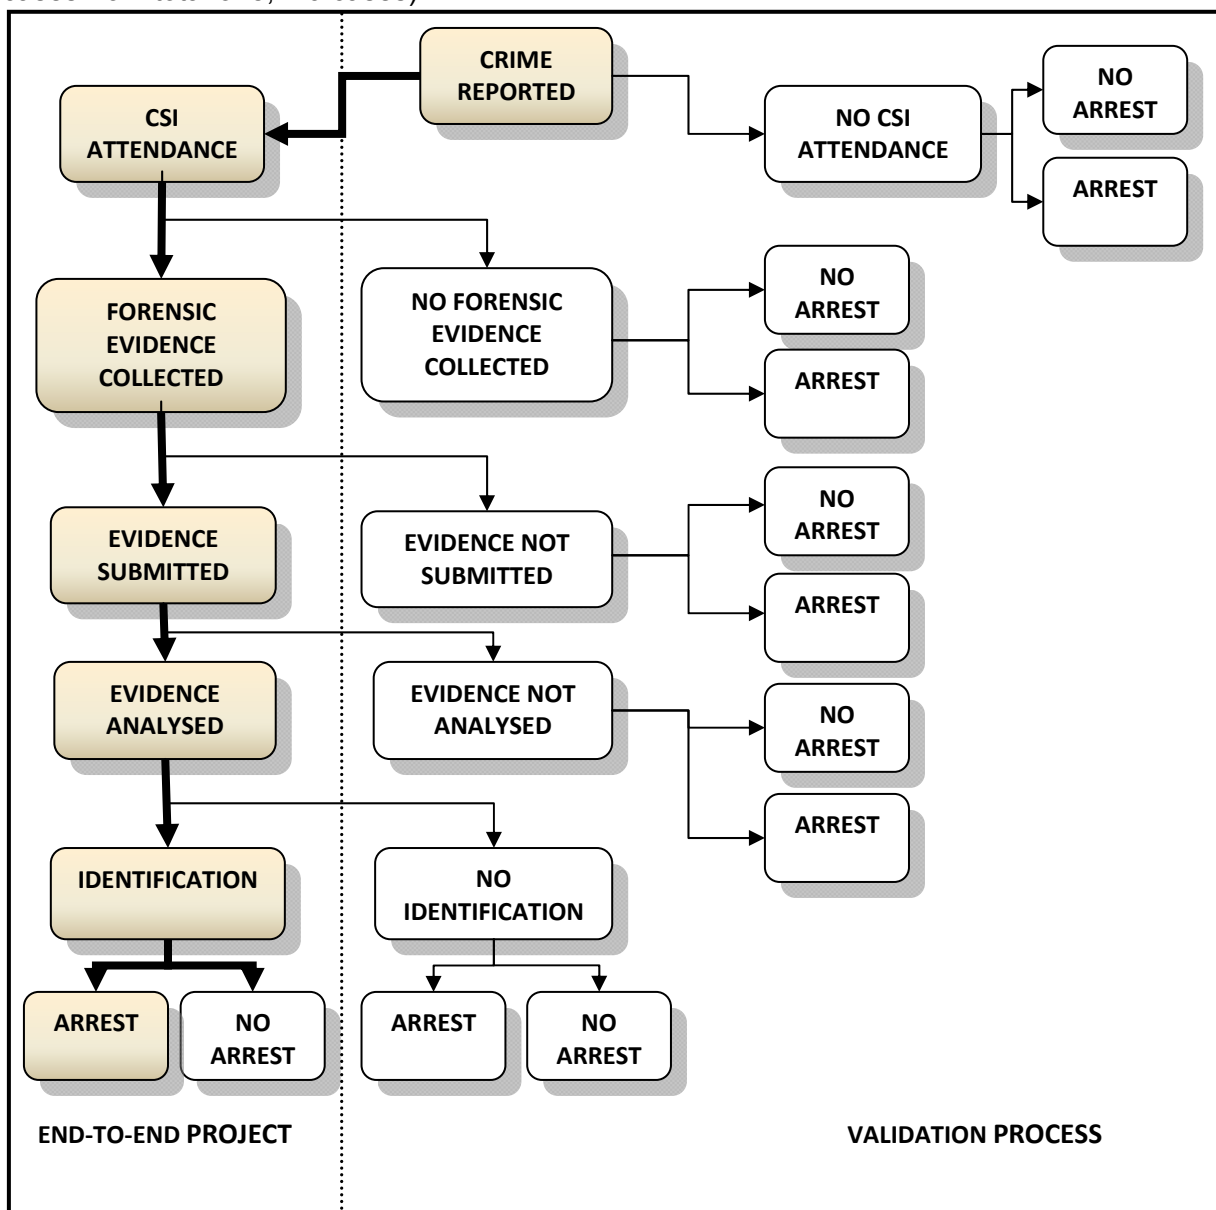 CRIME
REPORTED
CSI
ATTENDANCE
NO CSI
ATTENDANCE
NO
ARREST
ARREST
FORENSIC
EVIDENCE
COLLECTED
NO FORENSIC
EVIDENCE
COLLECTED
NO
ARREST
ARREST
EVIDENCE
SUBMITTED
EVIDENCE NOT
SUBMITTED
NO
ARREST
ARREST
EVIDENCE
ANALYSED
EVIDENCE NOT
ANALYSED
NO
ARREST
ARREST
IDENTIFICATION
NO
IDENTIFICATION
ARREST
NO
ARREST
ARREST
NO
ARREST
END-TO-END PROJECT
VALIDATION PROCESS